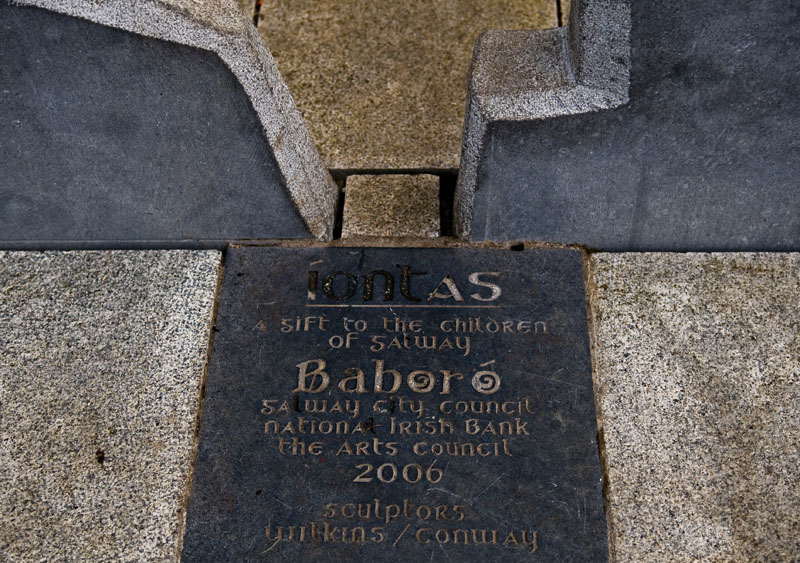 iontas
a gift to the children
of galway
Baboró
galway city council
national irish Bank
the arts council
2006
sculptors
wilkins/conway